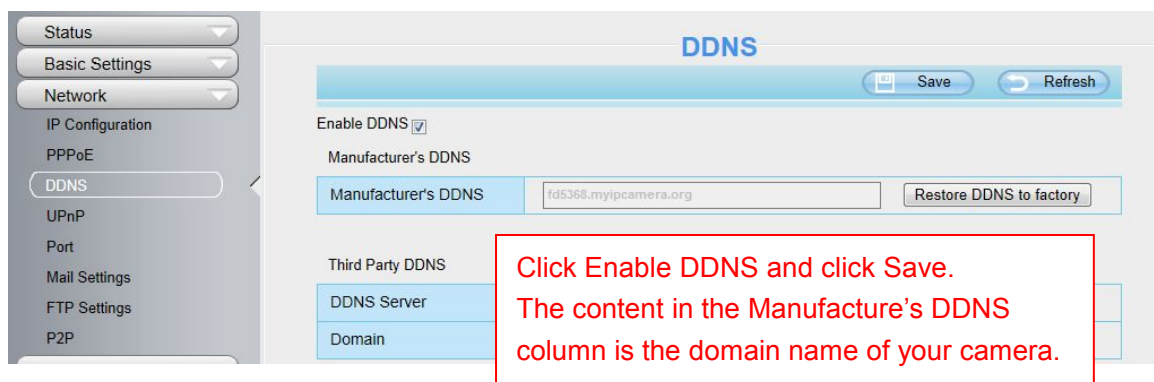 Status
Basic Settings
Network
IP Configuration
PPPoE
DDNS
UPnP
Port
Mail Settings
FTP Settings
P2P
DDNS
Save Refresh
Enable DDNS
Manufacturer's DDNS
Manufacturer's DDNS fd5368.myipcamera.org Restore DDNS to factory
Third Party DDNS
DDNS Server
Domain
Click Enable DDNS and click Save.
The content in the Manufacture’s DDNS
column is the domain name of your camera.